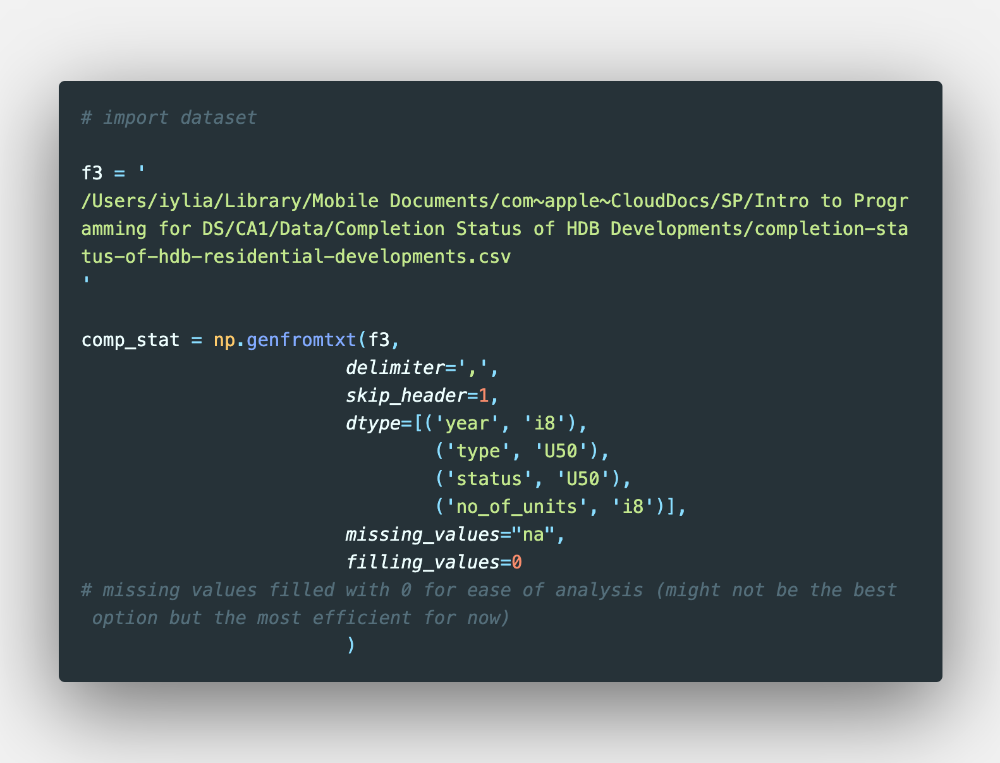 # import dataset
f3 = '
/Users/iylia/Library/Mobile Documents/com~apple~CloudDocs/SP/Intro to Progr
amming for DS/CA1/Data/Completion Status of HDB Developments/completion-sta
tus-of-hdb-residential-developments.csv
'
comp_stat = np.genfromtxt(f3,
delimiter=',',
skip_header=1,
dtype=[('year', 'i8'),
('type', 'U50'),
('status', 'U50'),
('no_of_units', 'i8')],
missing_values="na",
filling_values=0
# missing values filled with 0 for ease of analysis (might not be the best
option but the most efficient for now)
)